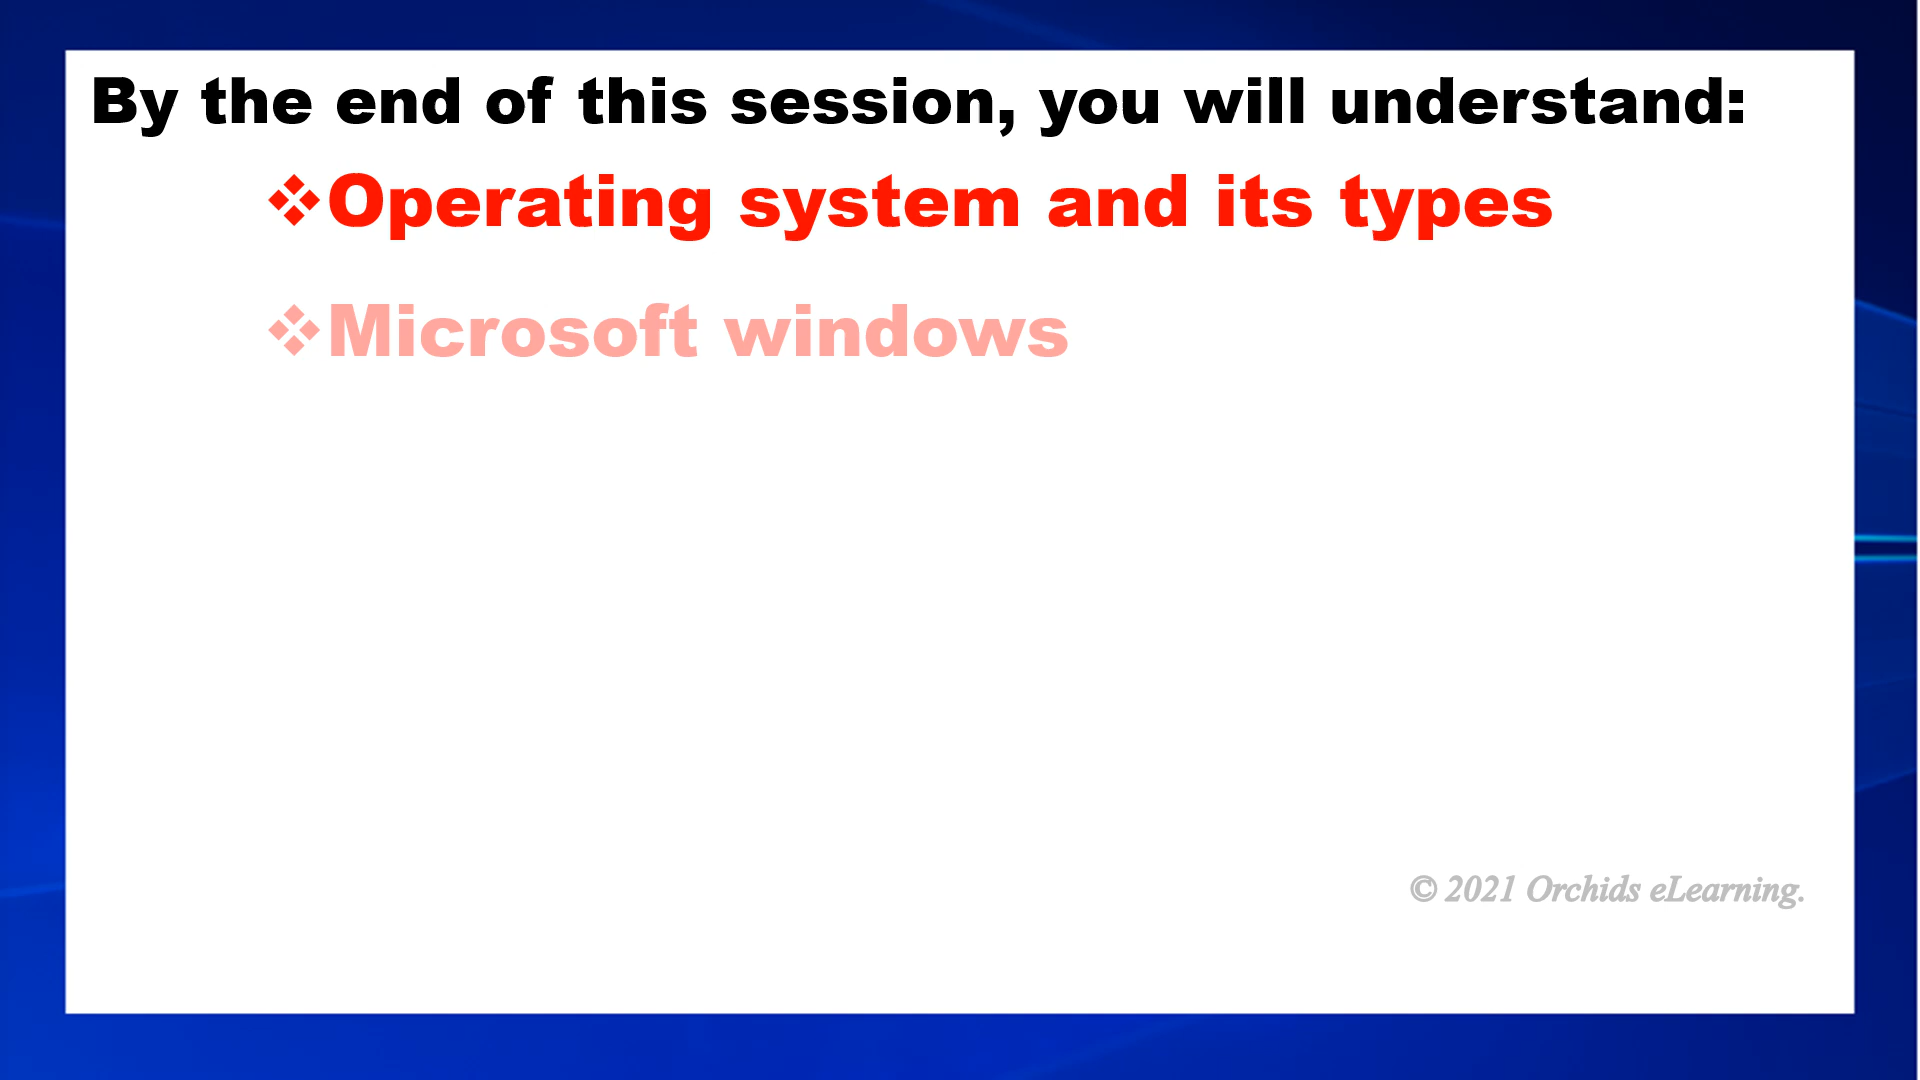 By the end of this session, you will understand:
❖Operating system and its types
❖Microsoft windows
© 2021 Orchids eLearning.